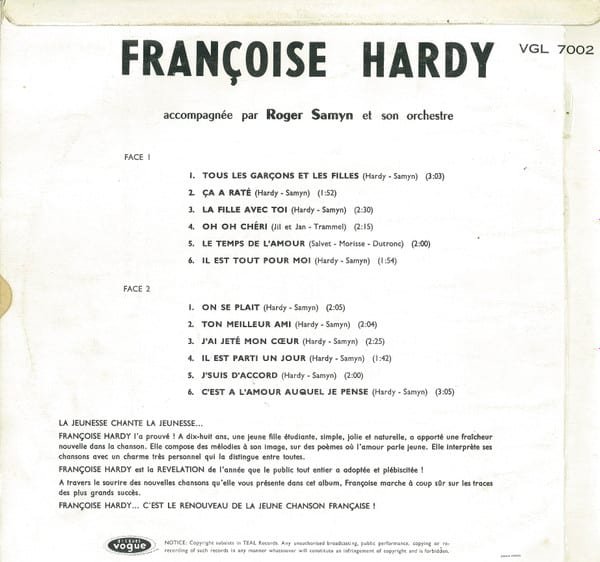 FRANÇOISE HARDY
VGL 7002
accompagnée par Roger Samyn et son orchestre
FACE 1
1. TOUS LES GARÇONS ET LES FILLES (Hardy - Samyn) (3:03)
2. ÇA A RATÉ (Hardy - Samyn) (1:52)
3. LA FILLE AVEC TOI (Hardy - Samyn) (2:30)
4. OH OH CHÉRI (Jil et Jan - Trammel) (2:15)
5. LE TEMPS DE L'AMOUR (Salvet - Morisse - Dutronc) (2:00)
6. IL EST TOUT POUR MOI (Hardy - Samyn) (1:54)
FACE 2
1. ON SE PLAIT (Hardy - Samyn) (2:05)
2. TON MEILLEUR AMI (Hardy - Samyn) (2:04)
3. J'AI JETÉ MON CŒUR (Hardy - Samyn) (2:25)
4. IL EST PARTI UN JOUR (Hardy - Samyn) (1:42)
5. J'SUIS D'ACCORD (Hardy - Samyn) (2:00)
6. C'EST A L'AMOUR AUQUEL JE PENSE (Hardy - Samyn) (3:05)
LA JEUNESSE CHANTE LA JEUNESSE...
FRANÇOISE HARDY l'a prouvé ! A dix-huit ans, une jeune fille étudiante, simple, jolie et naturelle, a apporté une fraîcheur
nouvelle dans la chanson. Elle compose des mélodies à son image, sur des poèmes où l'amour parle jeune. Elle interprète ses
chansons avec un charme très personnel qui la distingue entre toutes.
FRANÇOISE HARDY est la REVELATION de l'année que le public tout entier a adoptée et plébiscitée !
A travers le sourire des nouvelles chansons qu'elle vous présente dans cet album, Françoise marche à coup sûr sur les traces
des plus grands succès.
FRANÇOISE HARDY... C'EST LE RENOUVEAU DE LA JEUNE CHANSON FRANÇAISE !
DISQUES
vogue
NOTICE: Copyright subsists in TEAL Records. Any unauthorised broadcasting, public performance, copying or re-
recording of such records in any manner whatsoever will constitute an infringement of copyright and is forbidden.